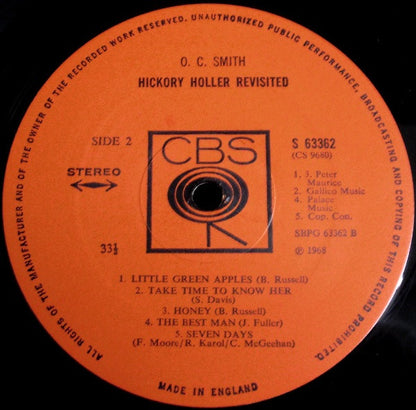 ALL RIGHTS OF THE MANUFACTURER AND OF THE OWNER OF THE RECORDED WORK RESERVED. UNAUTHORIZED PUBLIC PERFORMANCE, BROADCASTING AND COPYING OF THIS RECORD PROHIBITED.
O. C. SMITH
HICKORY HOLLER REVISITED
SIDE 2
STEREO
33⅓
CBS
S 63362
(CS 9680)
1., 3. Peter
Maurice
2. Gallico Music
4. Palace
Music
5. Cop. Con.
SBPG 63362 B
℗ 1968
1. LITTLE GREEN APPLES (B. Russell)
2. TAKE TIME TO KNOW HER
(S. Davis)
3. HONEY (B. Russell)
4. THE BEST MAN (J. Fuller)
5. SEVEN DAYS
(F. Moore/R. Karol/C. McGeehan)
MADE IN ENGLAND